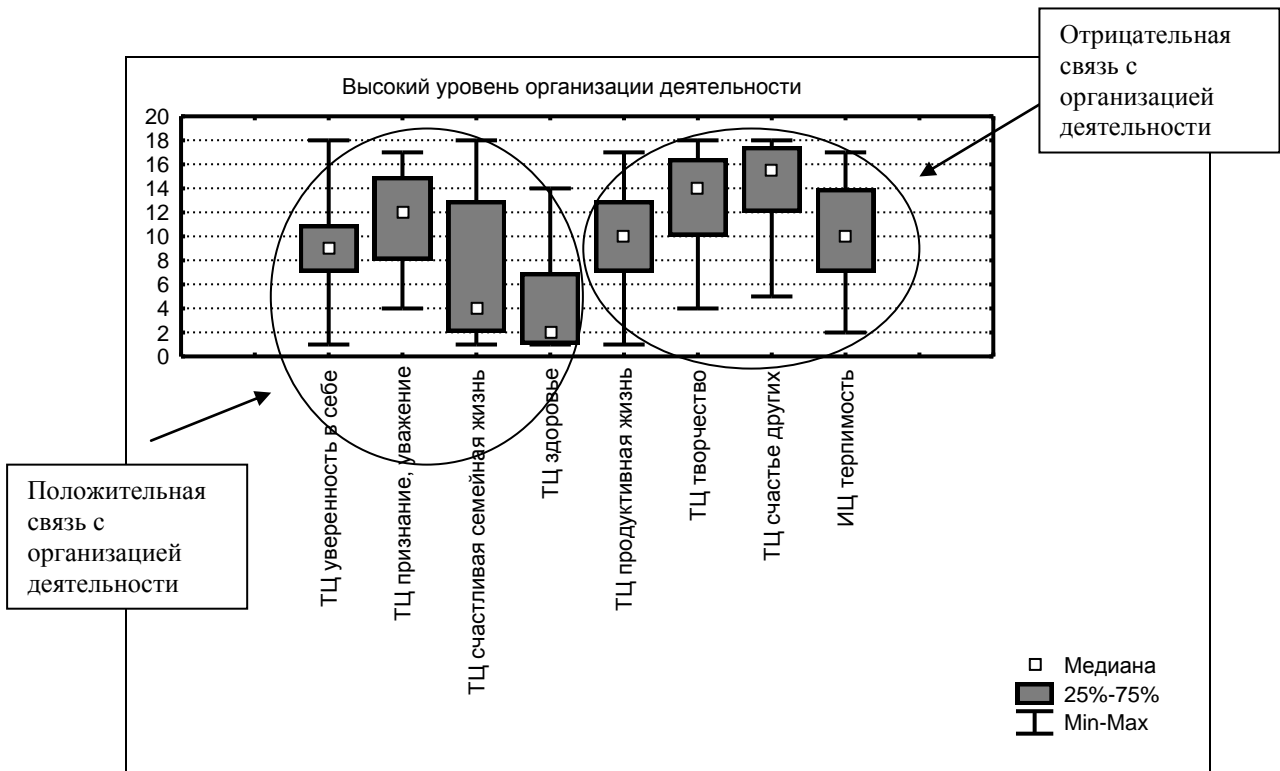 Отрицательная
связь с
организацией
деятельности
Высокий уровень организации деятельности
20
18
16
14
12
10
8
6
4
2
0
ТЦ уверенность в себе
ТЦ признание, уважение
ТЦ счастливая семейная жизнь
ТЦ здоровье
ТЦ продуктивная жизнь
ТЦ творчество
ТЦ счастье других
ИЦ терпимость
Положительная
связь с
организацией
деятельности
Медиана
25%-75%
Min-Max